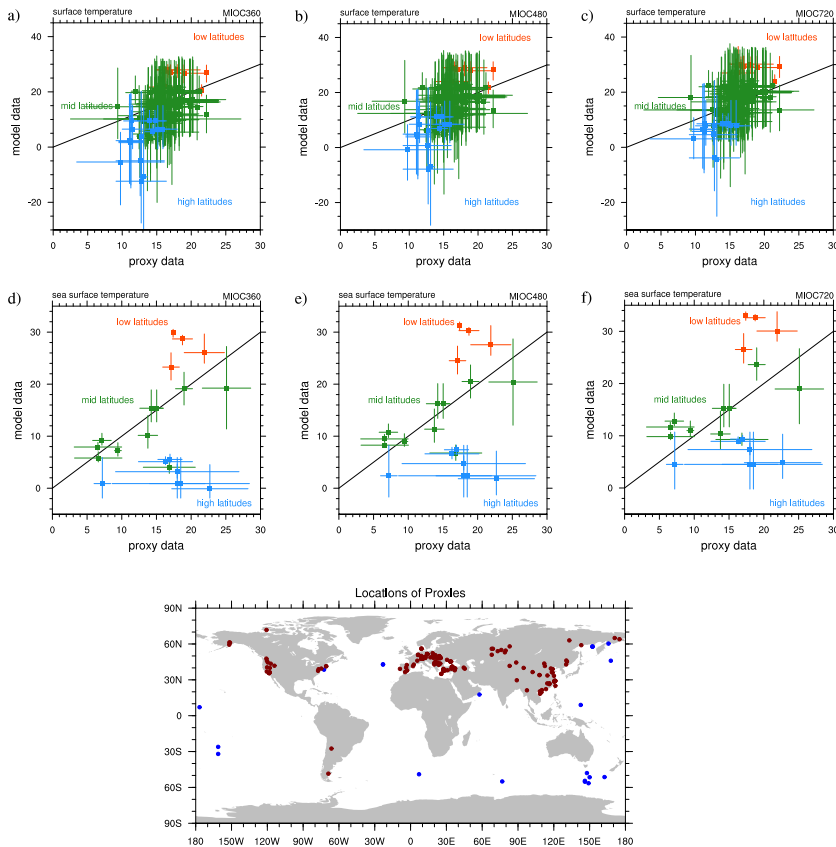 a)
surface temperature MIOC360
40
20
0
-20
model data
low latitudes
mid latitudes
high latitudes
0 5 10 15 20 25 30
proxy data
b)
surface temperature MIOC480
40
20
0
-20
model data
low latitudes
mid latitudes
high latitudes
0 5 10 15 20 25 30
proxy data
c)
surface temperature MIOC720
40
20
0
-20
model data
low latitudes
mid latitudes
high latitudes
0 5 10 15 20 25 30
proxy data
d)
sea surface temperature MIOC360
30
20
10
0
model data
low latitudes
mid latitudes
high latitudes
0 5 10 15 20 25 30
proxy data
e)
sea surface temperature MIOC480
30
20
10
0
model data
low latitudes
mid latitudes
high latitudes
0 5 10 15 20 25 30
proxy data
f)
sea surface temperature MIOC720
30
20
10
0
model data
low latitudes
mid latitudes
high latitudes
0 5 10 15 20 25 30
proxy data
Locations of Proxies
90N
60N
30N
0
30S
60S
90S
180 150W 120W 90W 60W 30W 0 30E 60E 90E 120E 150E 180